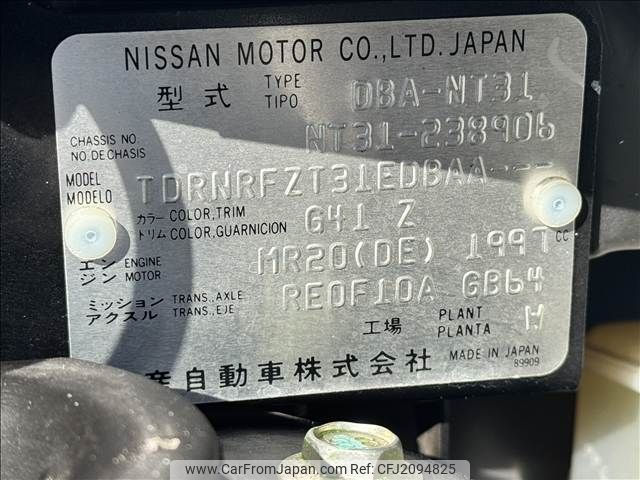 NISSAN MOTOR CO.,LTD. JAPAN
型式 TYPE TIPO DBA-NT31
CHASSIS NO. NO.DE CHASIS NT31-238906
MODEL MODELO TDRNRFZT31EDBAA---
カラー COLOR,TRIM G41 Z
トリム COLOR,GUARNICION
エンジン ENGINE MOTOR MR20(DE) 1997 CC
ミッション TRANS.,AXLE RE0F10A GB64
アクスル TRANS.,EJE
工場 PLANT PLANTA W
産自動車株式会社 MADE IN JAPAN
89909
www.CarFromJapan.com © CarFromJapan - CFJ2094825